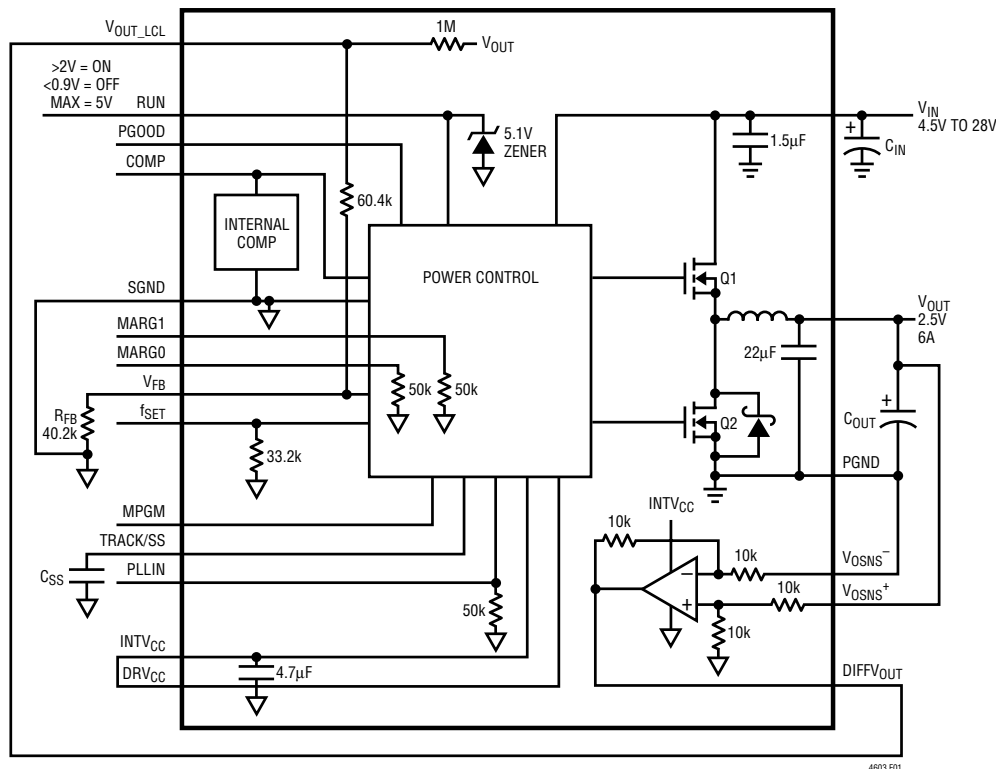 V_OUT_LCL
1M
V_OUT
>2V = ON
<0.9V = OFF
MAX = 5V
RUN
PGOOD
COMP
5.1V
ZENER
1.5μF
+
C_IN
V_IN
4.5V TO 28V
60.4k
INTERNAL
COMP
POWER CONTROL
Q1
SGND
MARG1
MARG0
V_FB
f_SET
50k
50k
R_FB
40.2k
33.2k
22μF
V_OUT
2.5V
6A
Q2
+
C_OUT
PGND
MPGM
TRACK/SS
C_SS
PLLIN
50k
INTV_CC
DRV_CC
4.7μF
INTV_CC
10k
10k
10k
10k
−
+
V_OSNS⁻
V_OSNS⁺
DIFFV_OUT
4603 F01